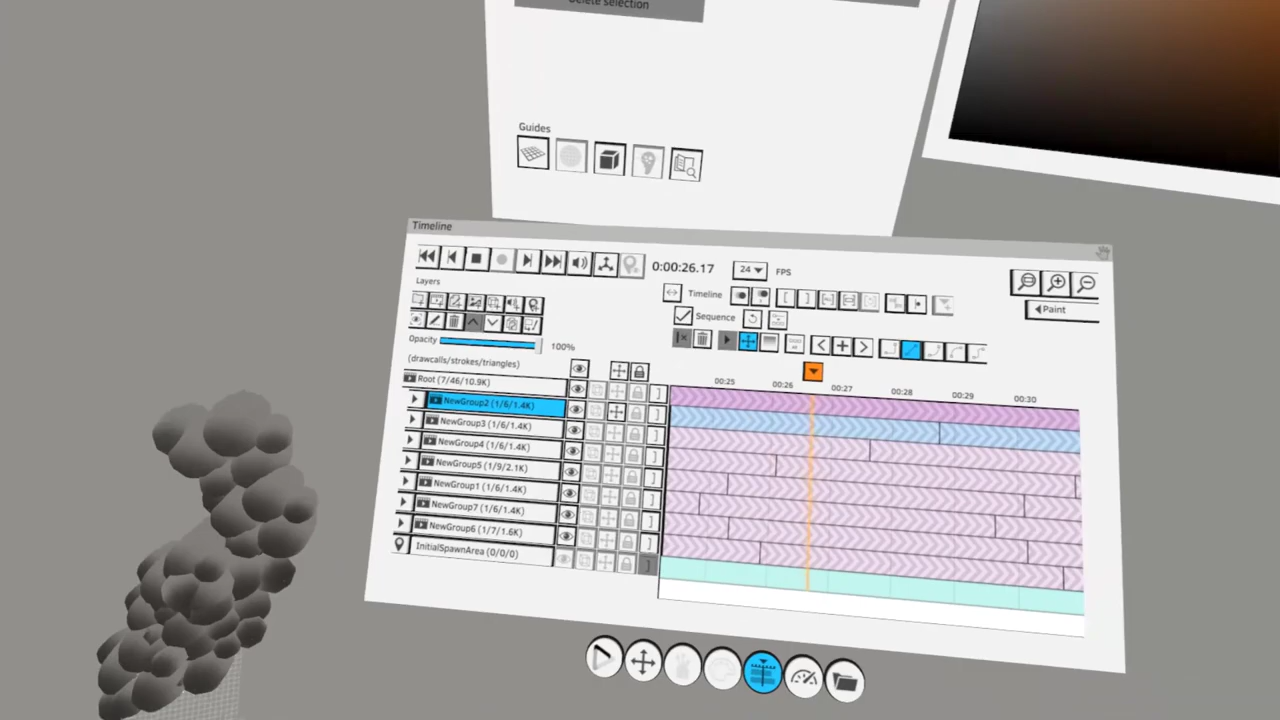 Delete selection
Guides
Timeline
0:00:26.17
24
FPS
Layers
Timeline
Paint
Sequence
Opacity
100%
(drawcalls/strokes/triangles)
00:25
00:26
00:27
00:28
00:29
00:30
Root (7/46/10.9K)
NewGroup2 (1/6/1.4K)
NewGroup3 (1/6/1.4K)
NewGroup4 (1/6/1.4K)
NewGroup5 (1/9/2.1K)
NewGroup1 (1/6/1.4K)
NewGroup7 (1/6/1.4K)
NewGroup6 (1/7/1.6K)
InitialSpawnArea (0/0/0)